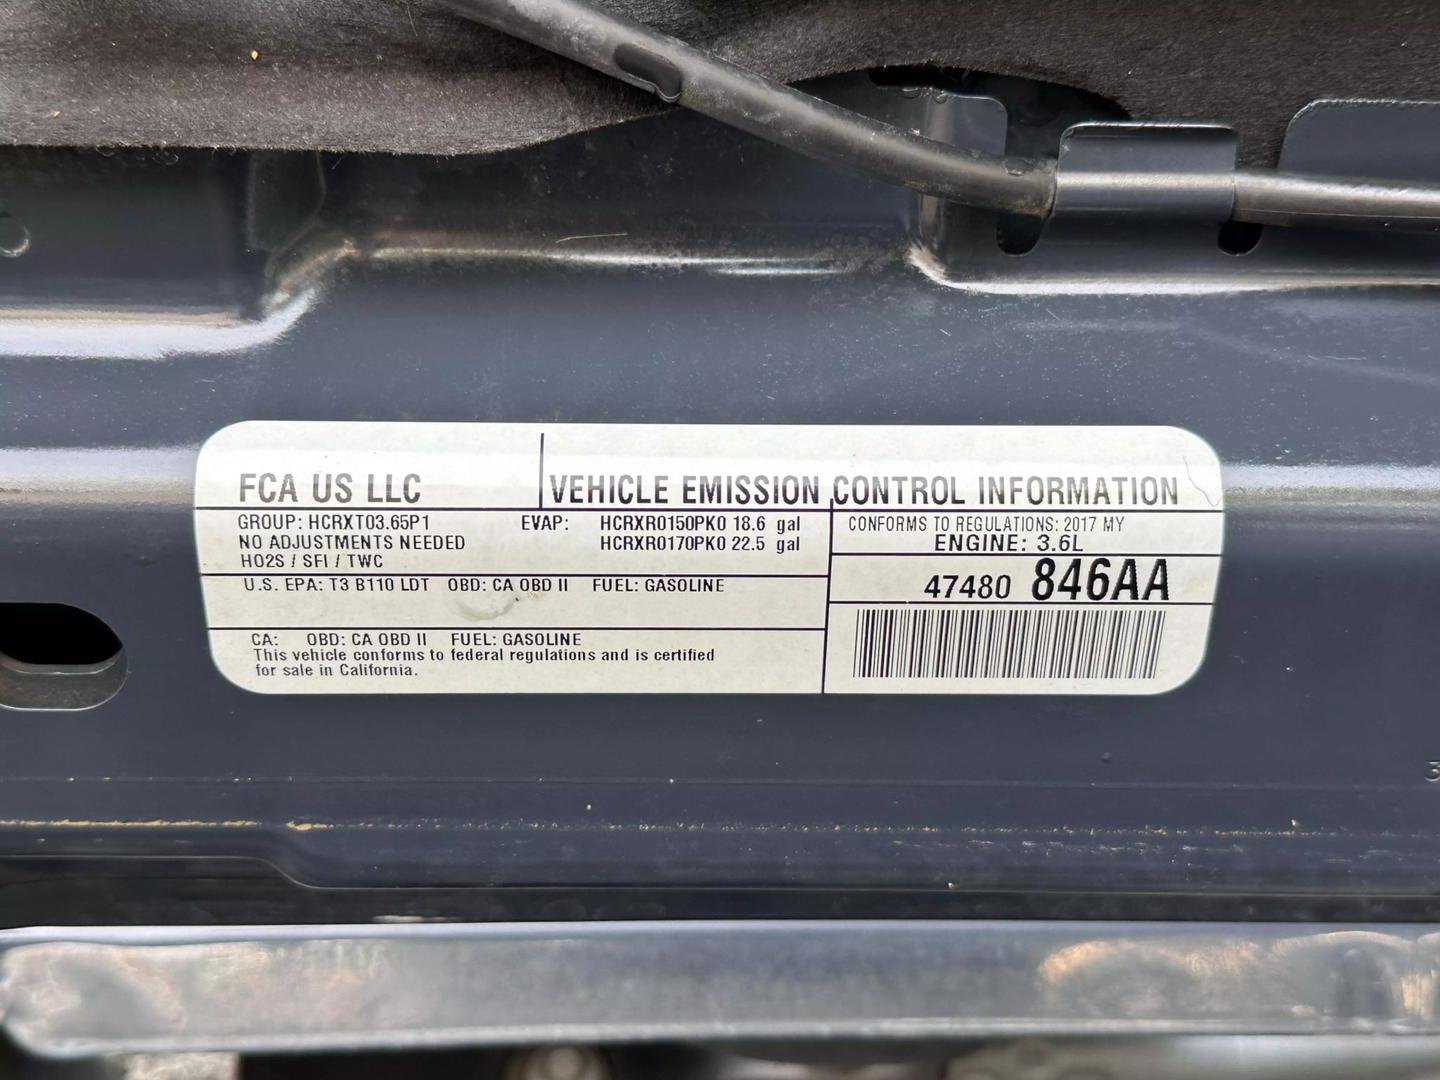 FCA US LLC
VEHICLE EMISSION CONTROL INFORMATION
GROUP: HCRXT03.65P1
NO ADJUSTMENTS NEEDED
HO2S / SFI / TWC
EVAP: HCRXR0150PK0 18.6 gal
HCRXR0170PK0 22.5 gal
CONFORMS TO REGULATIONS: 2017 MY
ENGINE: 3.6L
47480 846AA
U.S. EPA: T3 B110 LDT OBD: CA OBD II FUEL: GASOLINE
CA: OBD: CA OBD II FUEL: GASOLINE
This vehicle conforms to federal regulations and is certified
for sale in California.